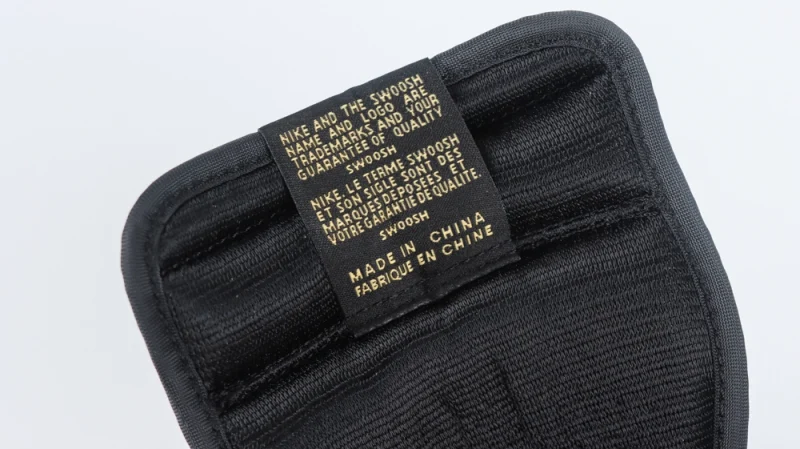 NIKE AND THE SWOOSH
NAME AND LOGO ARE
TRADEMARKS AND YOUR
GUARANTEE OF QUALITY
SWOOSH
NIKE, LE TERME SWOOSH
ET SON SIGLE SONT DES
MARQUES DEPOSEES ET
VOTRE GARANTIE DE QUALITE.
SWOOSH
MADE IN CHINA
FABRIQUE EN CHINE